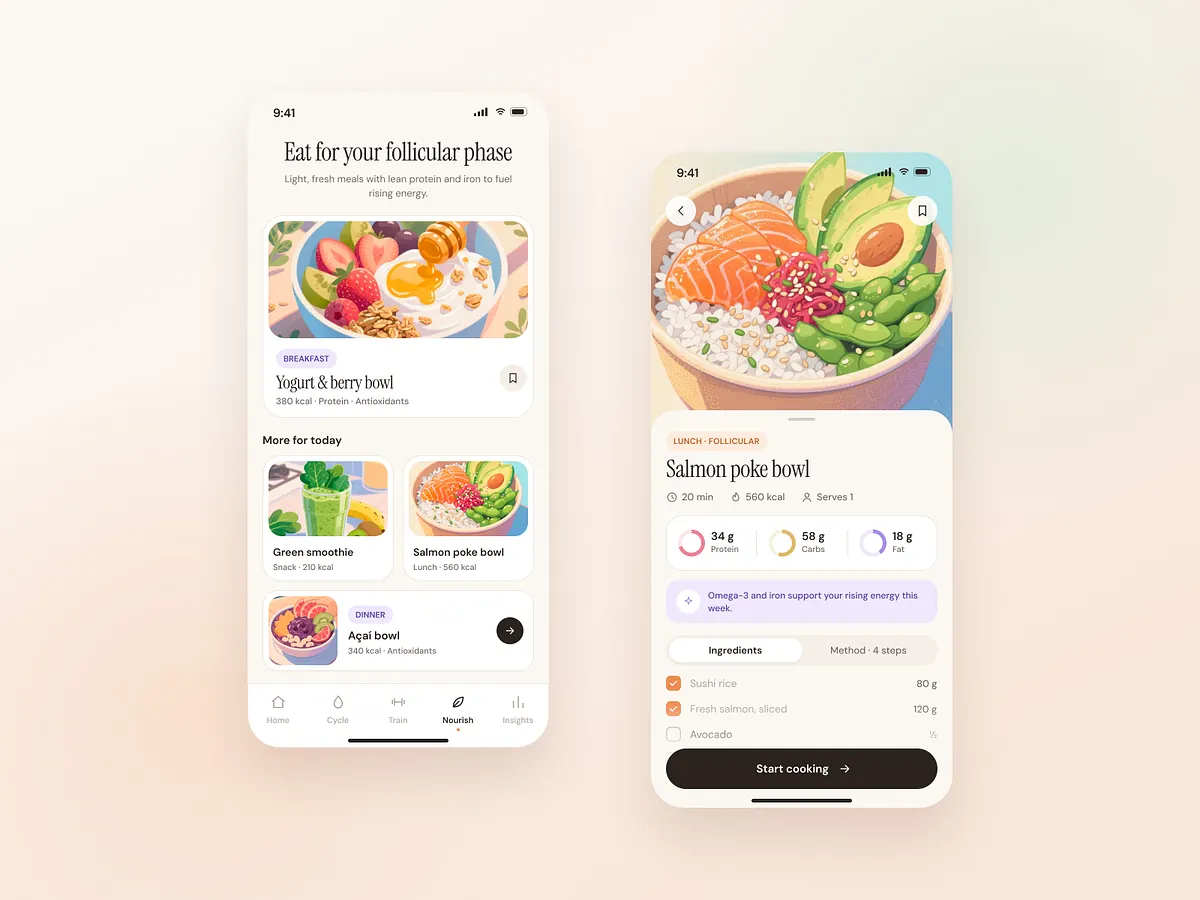 9:41
Eat for your follicular phase
Light, fresh meals with lean protein and iron to fuel
rising energy.
BREAKFAST
Yogurt & berry bowl
380 kcal · Protein · Antioxidants
More for today
Green smoothie
Snack · 210 kcal
Salmon poke bowl
Lunch · 560 kcal
DINNER
Açaí bowl
340 kcal · Antioxidants
Home
Cycle
Train
Nourish
Insights
9:41
LUNCH · FOLLICULAR
Salmon poke bowl
20 min
560 kcal
Serves 1
34 g
Protein
58 g
Carbs
18 g
Fat
Omega-3 and iron support your rising energy this
week.
Ingredients
Method · 4 steps
Sushi rice
80 g
Fresh salmon, sliced
120 g
Avocado
½
Start cooking →